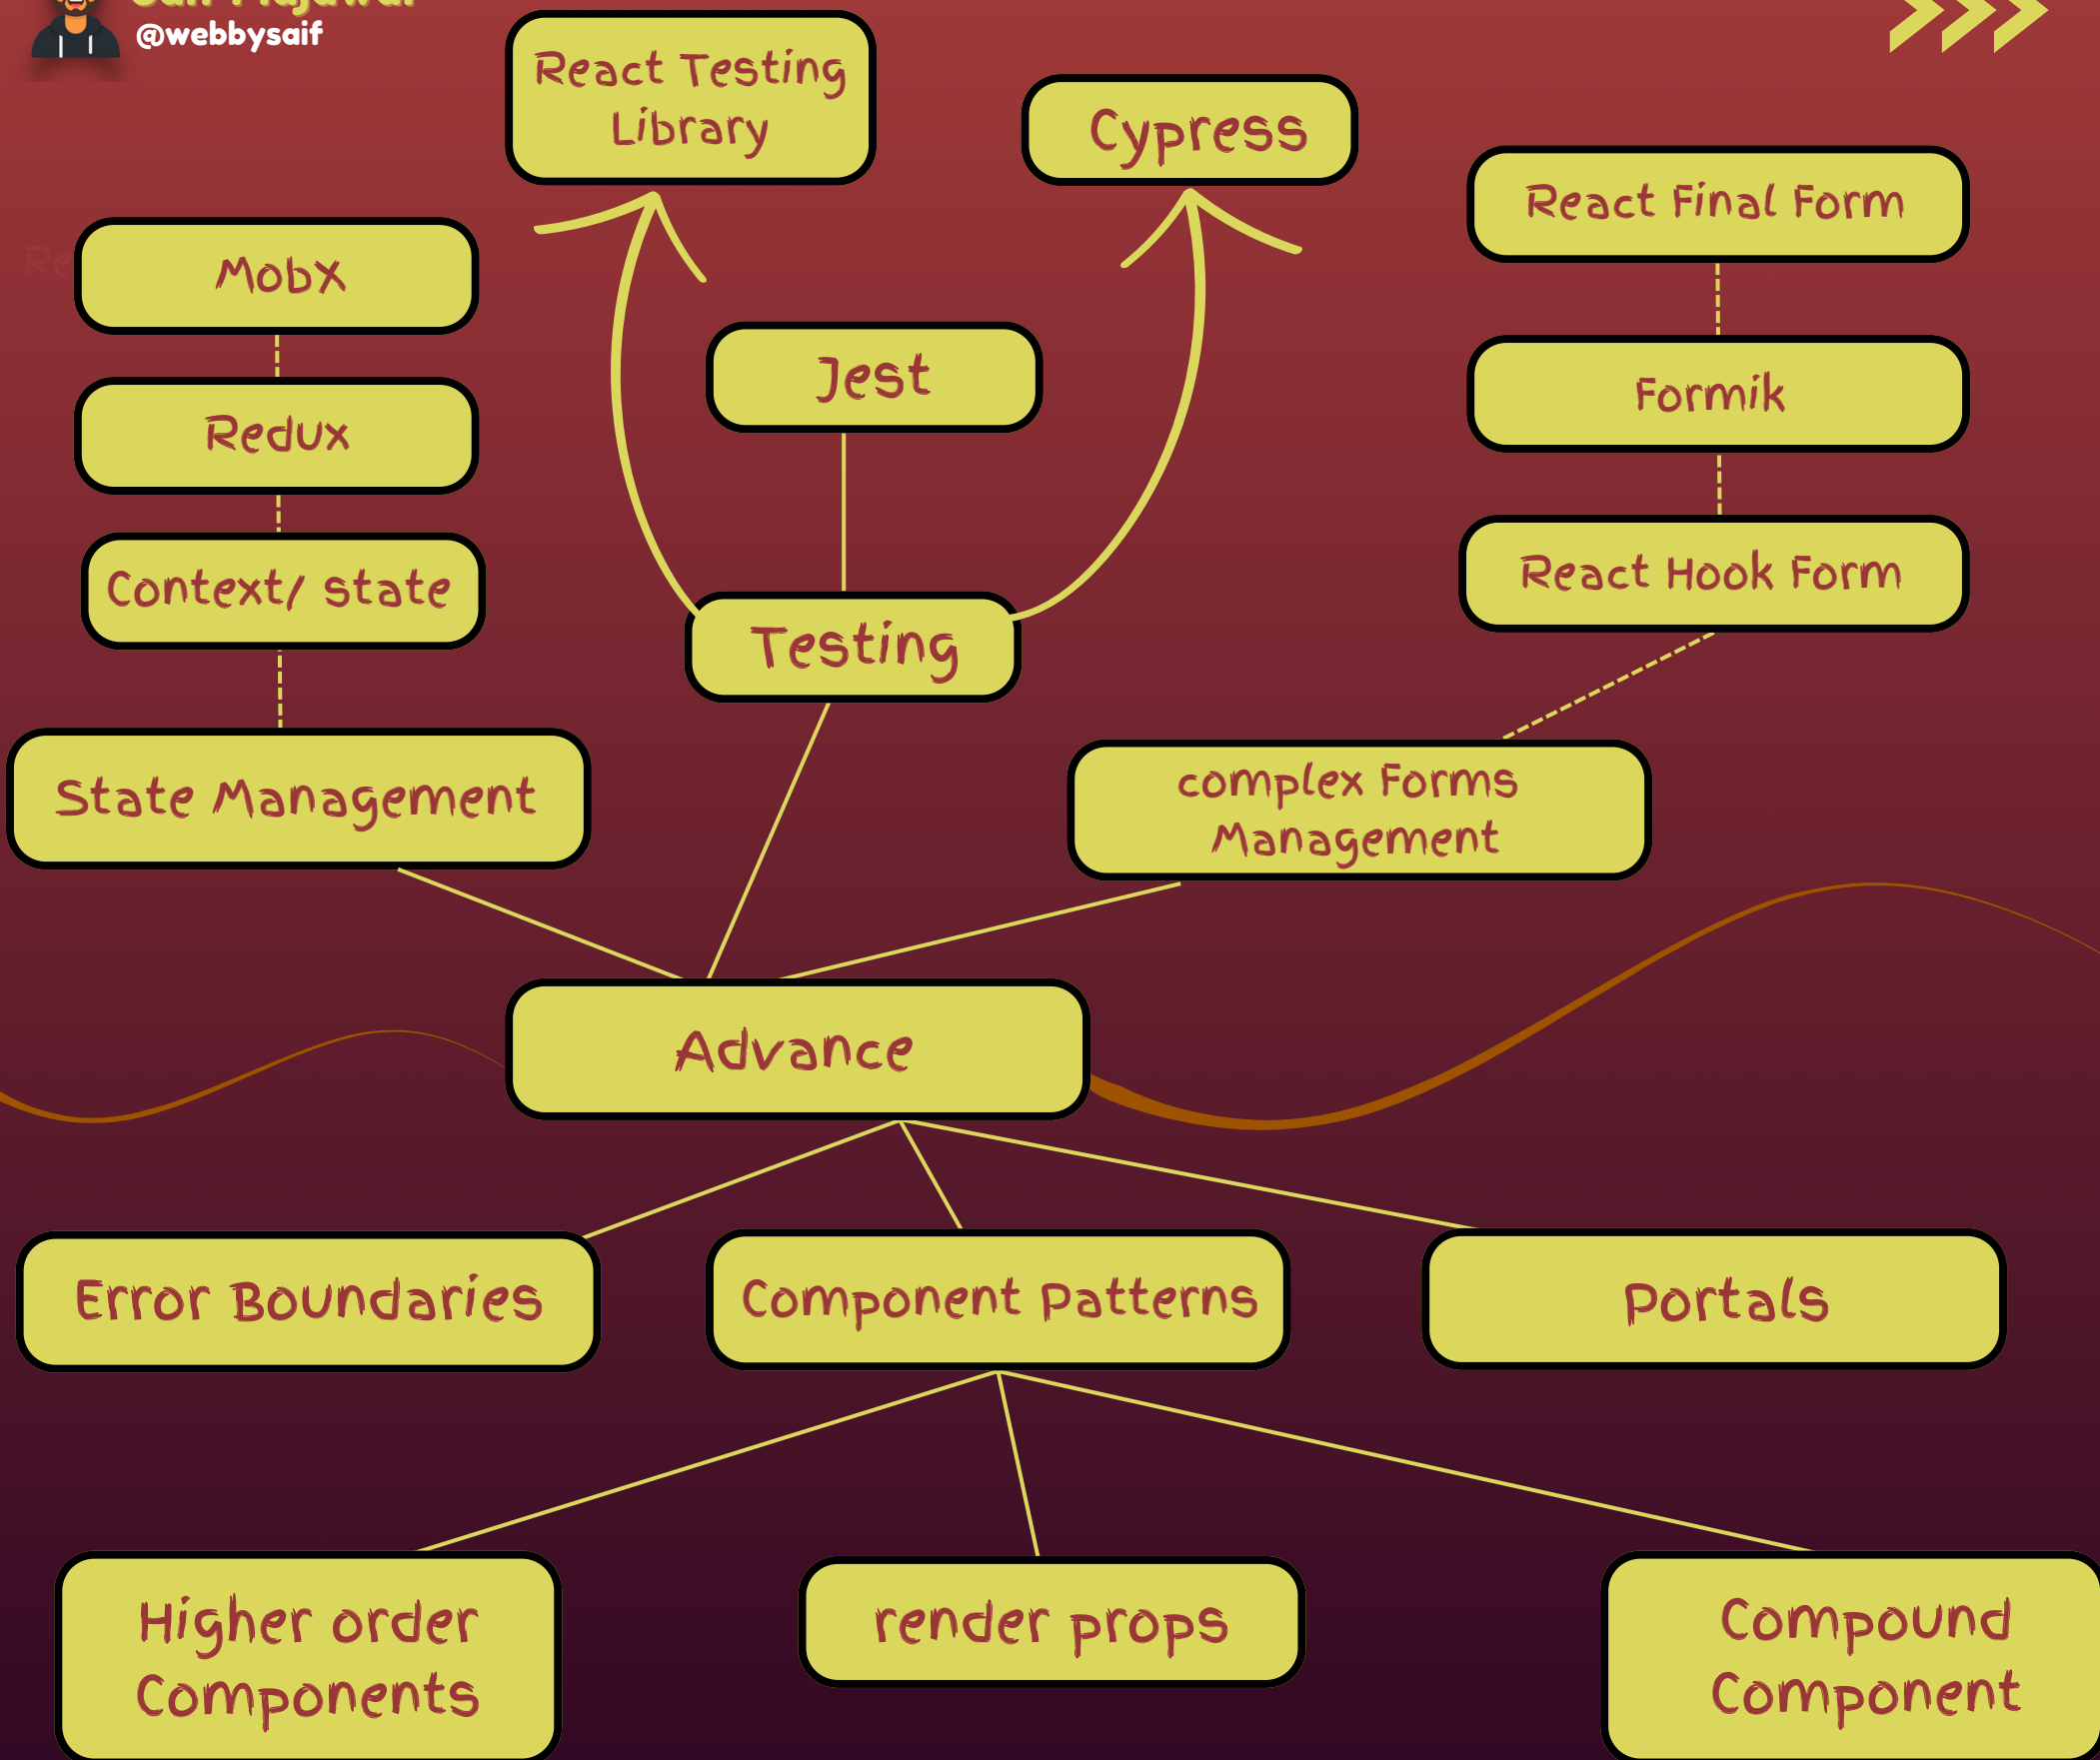 @webbysaif
React Testing
Library
Cypress
React Final Form
MobX
Jest
Formik
Redux
Context/ state
React Hook Form
Testing
State Management
complex Forms
Management
Advance
Error Boundaries
Component Patterns
Portals
Higher order
Components
render props
Compound
Component